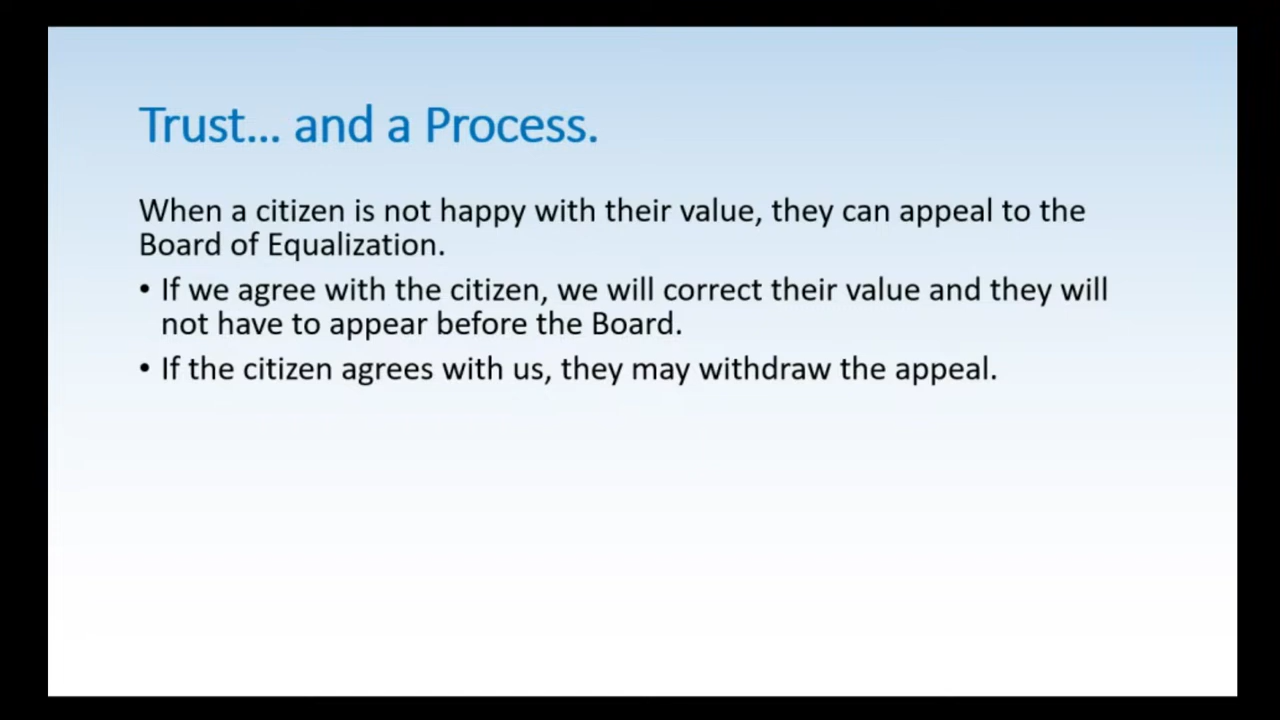 Trust... and a Process.
When a citizen is not happy with their value, they can appeal to the
Board of Equalization.
• If we agree with the citizen, we will correct their value and they will
not have to appear before the Board.
• If the citizen agrees with us, they may withdraw the appeal.